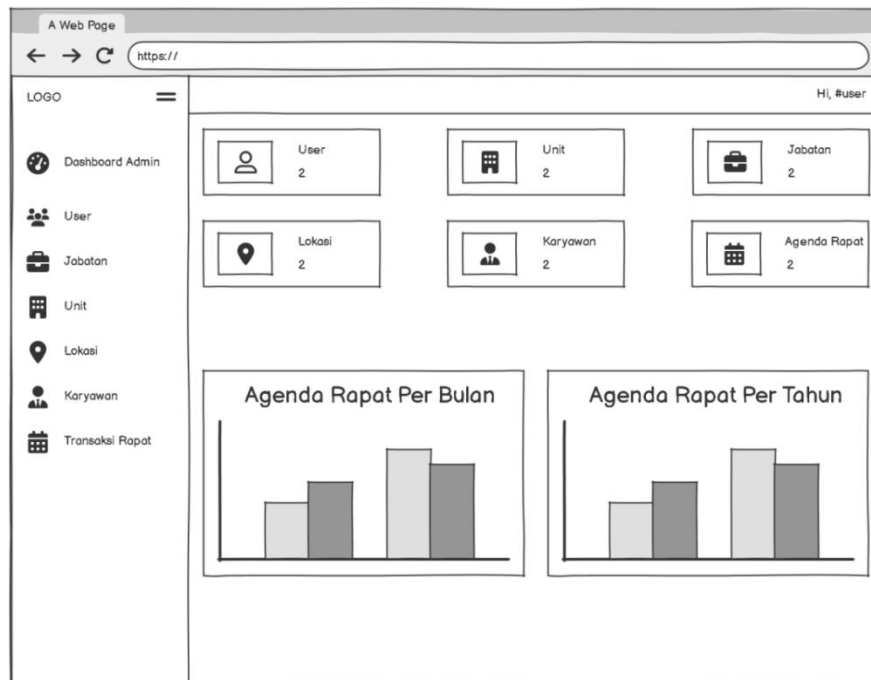 A Web Page
https://
LOGO
Hi, #user
Dashboard Admin
User
Jabatan
Unit
Lokasi
Karyawan
Transaksi Rapat
User
2
Unit
2
Jabatan
2
Lokasi
2
Karyawan
2
Agenda Rapat
2
Agenda Rapat Per Bulan
Agenda Rapat Per Tahun